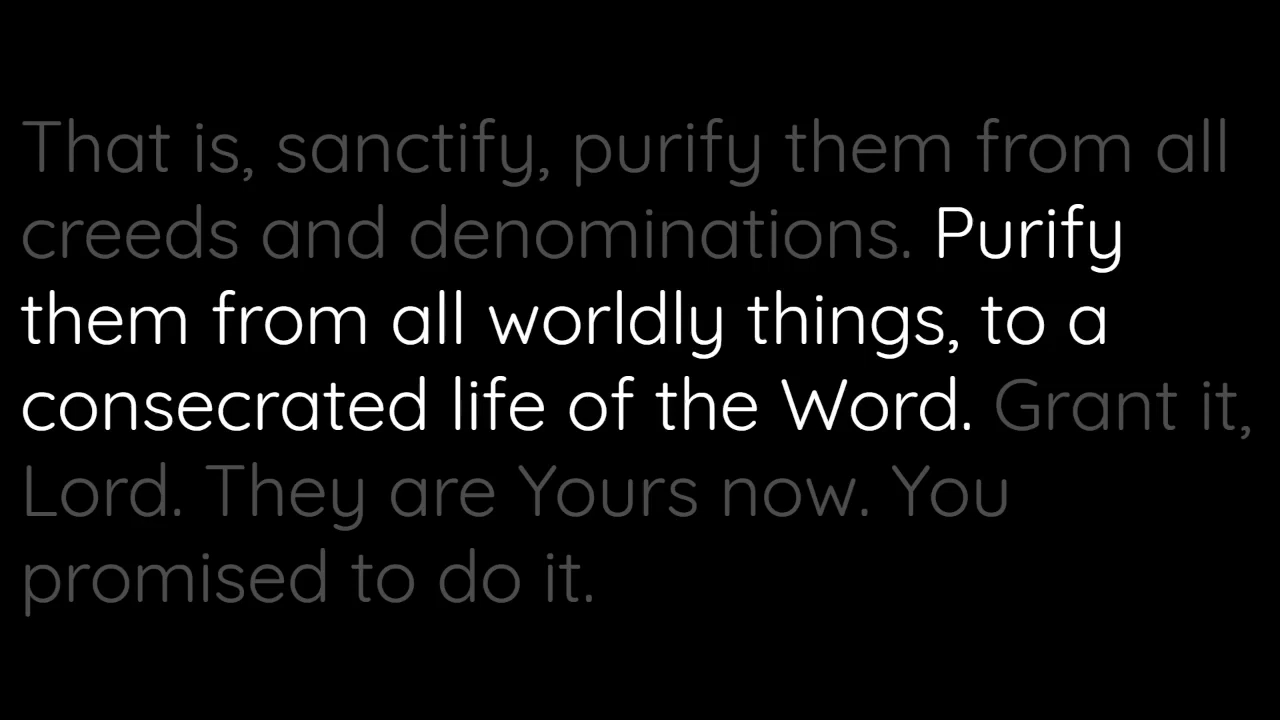 That is, sanctify, purify them from all
creeds and denominations. Purify
them from all worldly things, to a
consecrated life of the Word. Grant it,
Lord. They are Yours now. You
promised to do it.